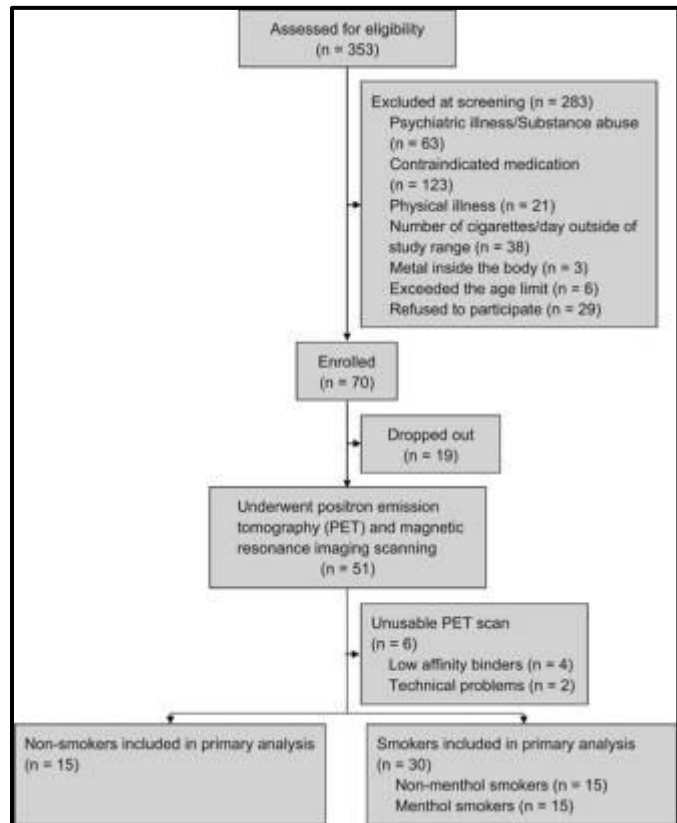 Assessed for eligibility
(n = 353)
Excluded at screening (n = 283)
Psychiatric illness/Substance abuse
(n = 63)
Contraindicated medication
(n = 123)
Physical illness (n = 21)
Number of cigarettes/day outside of
study range (n = 38)
Metal inside the body (n = 3)
Exceeded the age limit (n = 6)
Refused to participate (n = 29)
Enrolled
(n = 70)
Dropped out
(n = 19)
Underwent positron emission
tomography (PET) and magnetic
resonance imaging scanning
(n = 51)
Unusable PET scan
(n = 6)
Low affinity binders (n = 4)
Technical problems (n = 2)
Non-smokers included in primary analysis
(n = 15)
Smokers included in primary analysis
(n = 30)
Non-menthol smokers (n = 15)
Menthol smokers (n = 15)